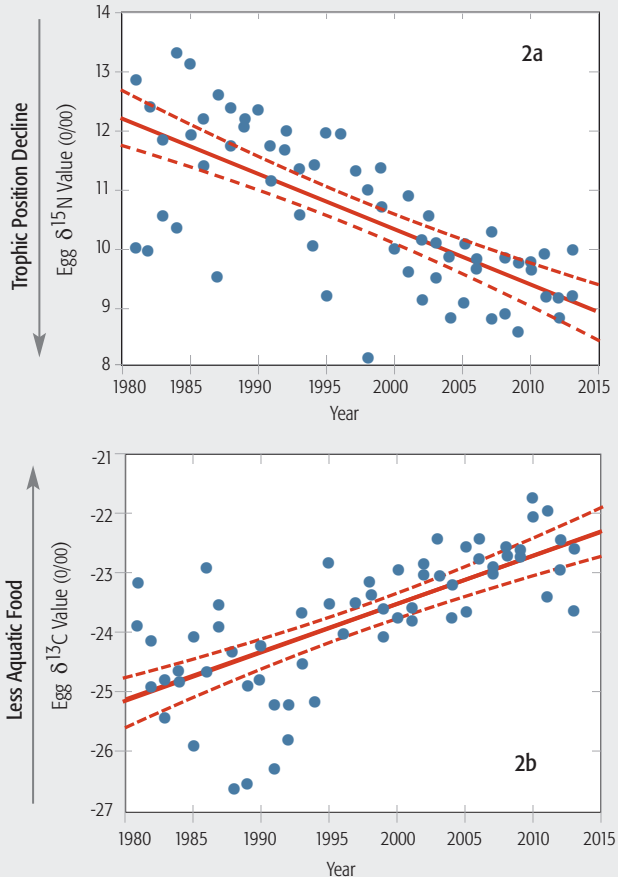 14
13
12
11
10
9
8
2a
Trophic Position Decline
Egg δ15N Value (0/00)
1980 1985 1990 1995 2000 2005 2010 2015
Year
-21
-22
-23
-24
-25
-26
-27
2b
Less Aquatic Food
Egg δ13C Value (0/00)
1980 1985 1990 1995 2000 2005 2010 2015
Year